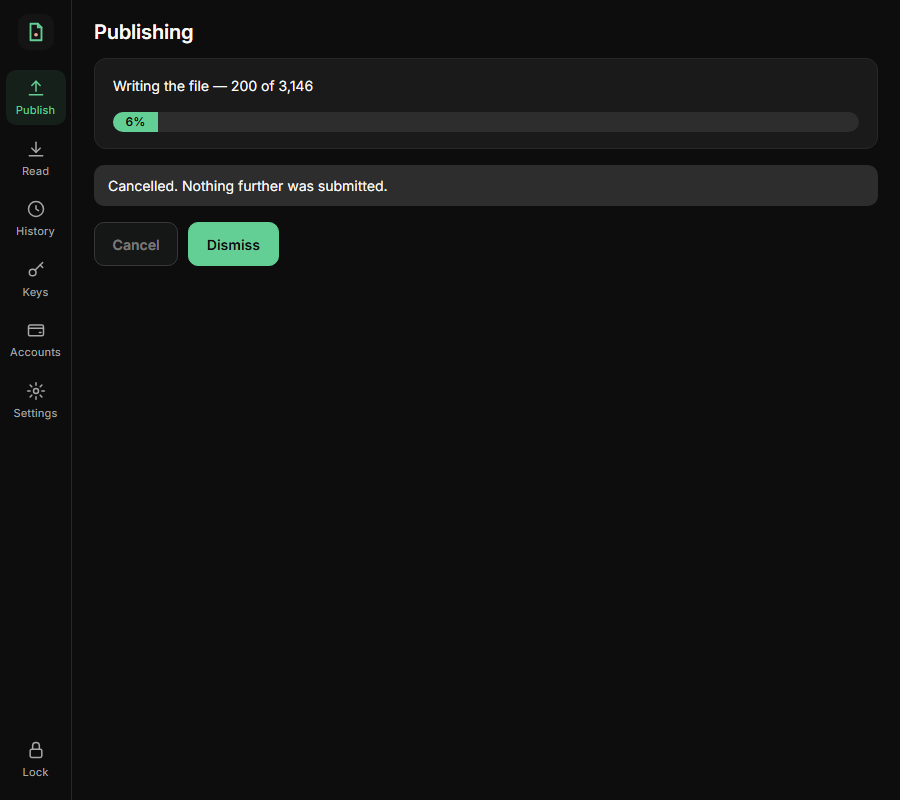 Publishing
Writing the file — 200 of 3,146
6%
Cancelled. Nothing further was submitted.
Cancel
Dismiss
Publish
Read
History
Keys
Accounts
Settings
Lock